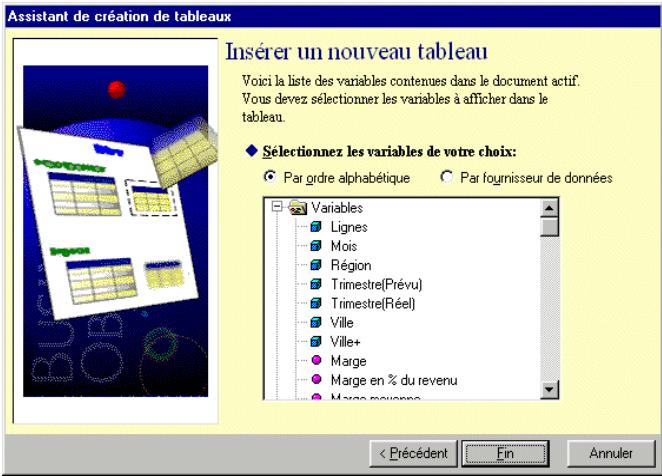 Assistant de création de tableaux
Insérer un nouveau tableau
Voici la liste des variables contenues dans le document actif.
Vous devez sélectionner les variables à afficher dans le
tableau.
Sélectionnez les variables de votre choix:
Par ordre alphabétique
Par fournisseur de données
Variables
Lignes
Mois
Région
Trimestre(Prévu)
Trimestre(Réel)
Ville
Ville+
Marge
Marge en % du revenu
Marge moyenne
< Précédent
Fin
Annuler